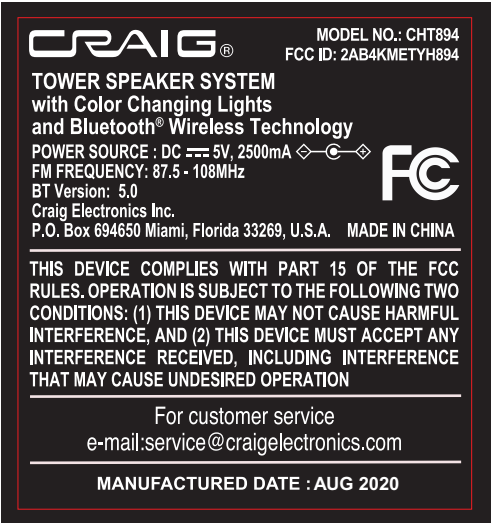 CRAIG®
MODEL NO.: CHT894
FCC ID: 2AB4KMETYH894
TOWER SPEAKER SYSTEM
with Color Changing Lights
and Bluetooth® Wireless Technology
POWER SOURCE : DC 5V, 2500mA
FM FREQUENCY: 87.5 - 108MHz
BT Version: 5.0
Craig Electronics Inc.
P.O. Box 694650 Miami, Florida 33269, U.S.A. MADE IN CHINA
FC
THIS DEVICE COMPLIES WITH PART 15 OF THE FCC
RULES. OPERATION IS SUBJECT TO THE FOLLOWING TWO
CONDITIONS: (1) THIS DEVICE MAY NOT CAUSE HARMFUL
INTERFERENCE, AND (2) THIS DEVICE MUST ACCEPT ANY
INTERFERENCE RECEIVED, INCLUDING INTERFERENCE
THAT MAY CAUSE UNDESIRED OPERATION
For customer service
e-mail:service@craigelectronics.com
MANUFACTURED DATE : AUG 2020